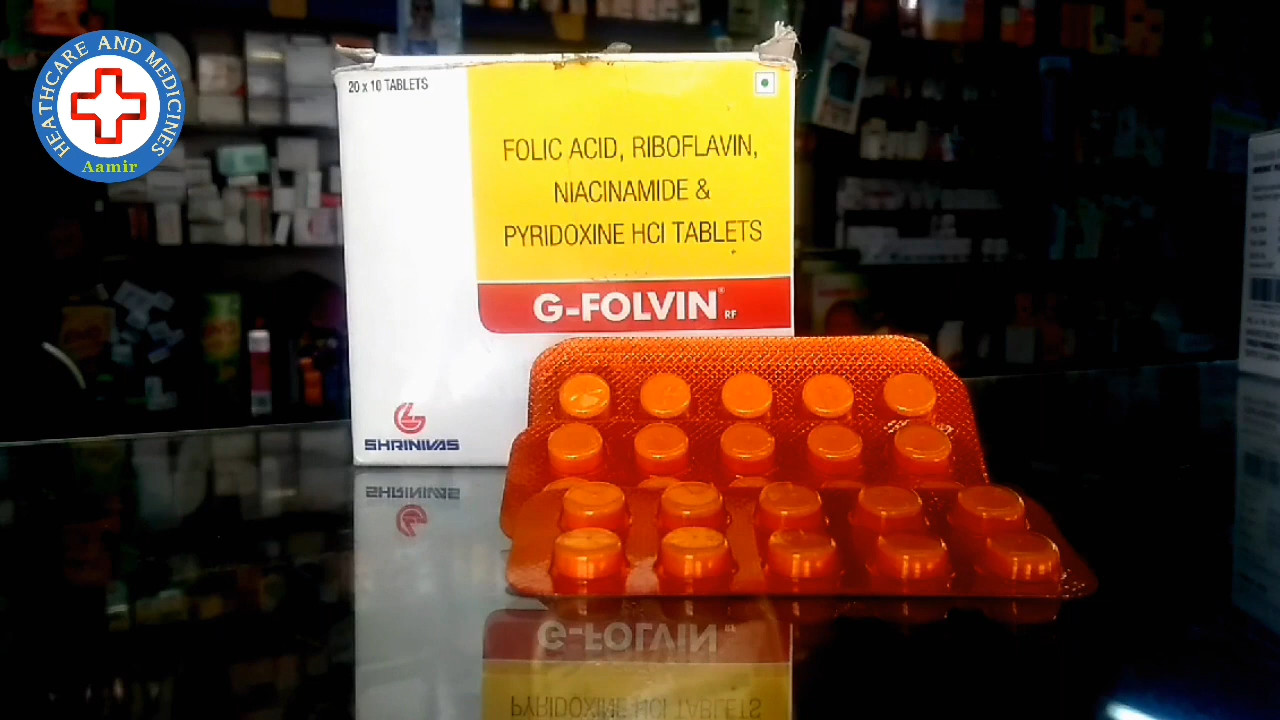 HEATHCARE AND MEDICINES
Aamir
20 x 10 TABLETS
FOLIC ACID, RIBOFLAVIN,
NIACINAMIDE &
PYRIDOXINE HCl TABLETS
G-FOLVIN®
RF
SHRINIVAS